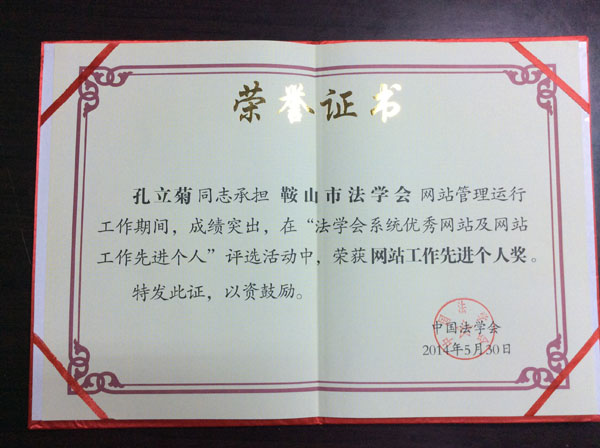 荣誉证书
孔立菊同志承担 鞍山市法学会 网站管理运行
工作期间，成绩突出，在“法学会系统优秀网站及网站
工作先进个人”评选活动中，荣获网站工作先进个人奖。
特发此证，以资鼓励。
中国法学会
2014年5月30日